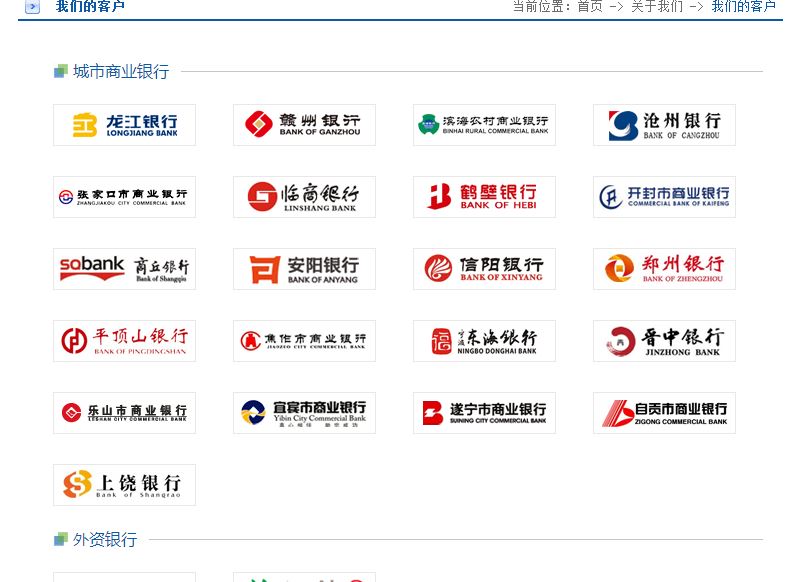 我们的客户
当前位置：首页 -> 关于我们 -> 我们的客户
城市商业银行
龙江银行
LONGJIANG BANK
赣州银行
BANK OF GANZHOU
滨海农村商业银行
BINHAI RURAL COMMERCIAL BANK
沧州银行
BANK OF CANGZHOU
张家口市商业银行
ZHANGJIAKOU CITY COMMERCIAL BANK
临商银行
LINSHANG BANK
鹤壁银行
BANK OF HEBI
开封市商业银行
COMMERCIAL BANK OF KAIFENG
sqbank 商丘银行
Bank of Shangqiu
安阳银行
BANK OF ANYANG
信阳银行
BANK OF XINYANG
郑州银行
BANK OF ZHENGZHOU
平顶山银行
BANK OF PINGDINGSHAN
焦作市商业银行
JIAOZUO CITY COMMERCIAL BANK
宁波东海银行
NINGBO DONGHAI BANK
晋中银行
JINZHONG BANK
乐山市商业银行
LESHAN CITY COMMERCIAL BANK
宜宾市商业银行
Yibin City Commercial Bank
遂宁市商业银行
SUINING CITY COMMERCIAL BANK
自贡市商业银行
ZIGONG COMMERCIAL BANK
上饶银行
Bank of Shangrao
外资银行